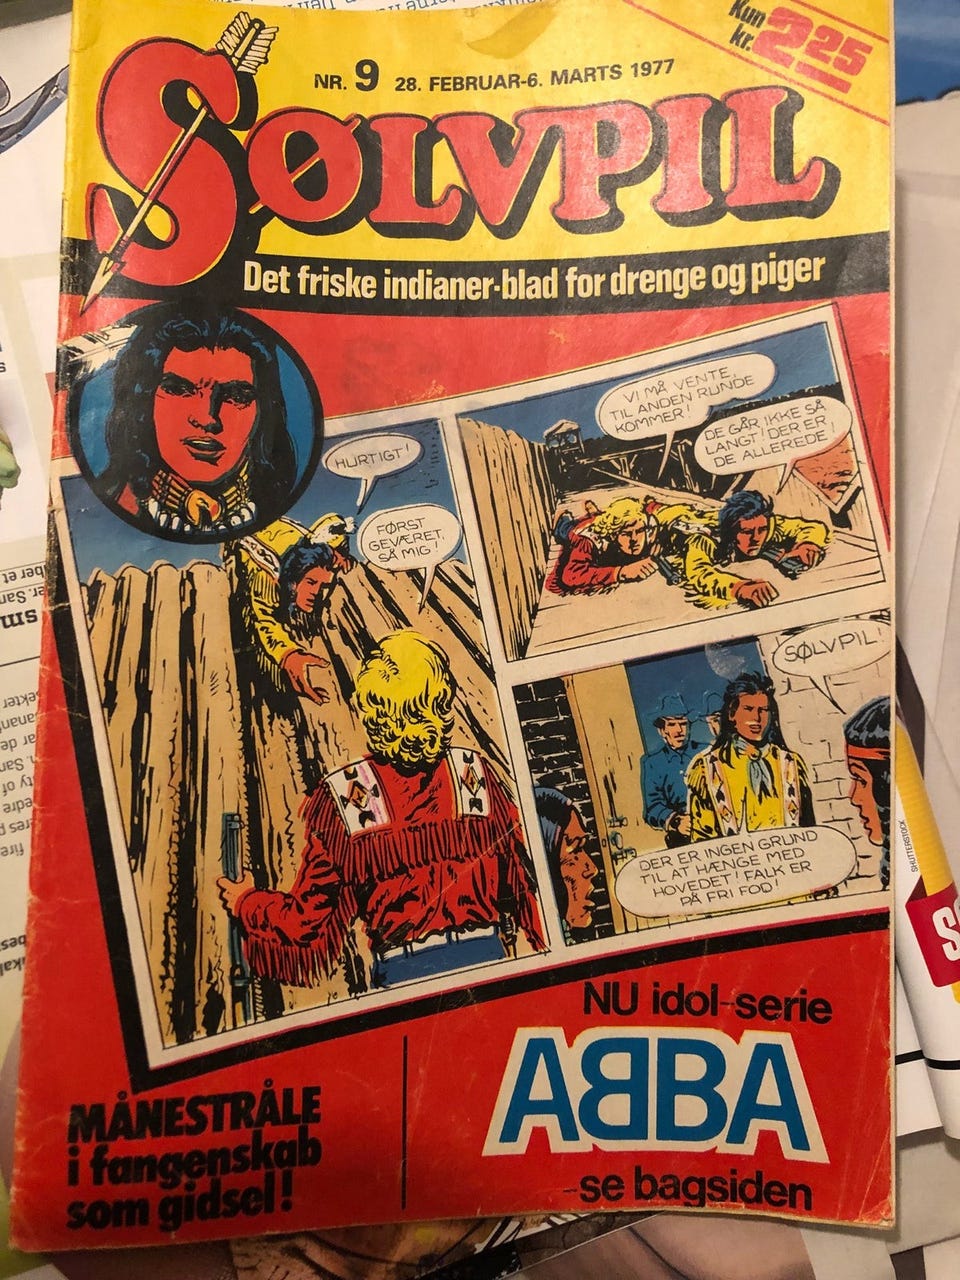 NR. 9 28. FEBRUAR-6. MARTS 1977
Kun
kr. 2.25
SØLVPIL
Det friske indianer-blad for drenge og piger
HURTIGT!
FØRST
GEVÆRET,
SÅ MIG!
VI MÅ VENTE,
TIL ANDEN RUNDE
KOMMER!
DE GÅR IKKE SÅ
LANGT! DER ER
DE ALLEREDE!
SØLVPIL!
DER ER INGEN GRUND
TIL AT HÆNGE MED
HOVEDET! FALK ER
PÅ FRI FOD!
NU idol-serie
ABBA
-se bagsiden
MÅNESTRÅLE
i fangenskab
som gidsel!
SHUTTERSTOCK